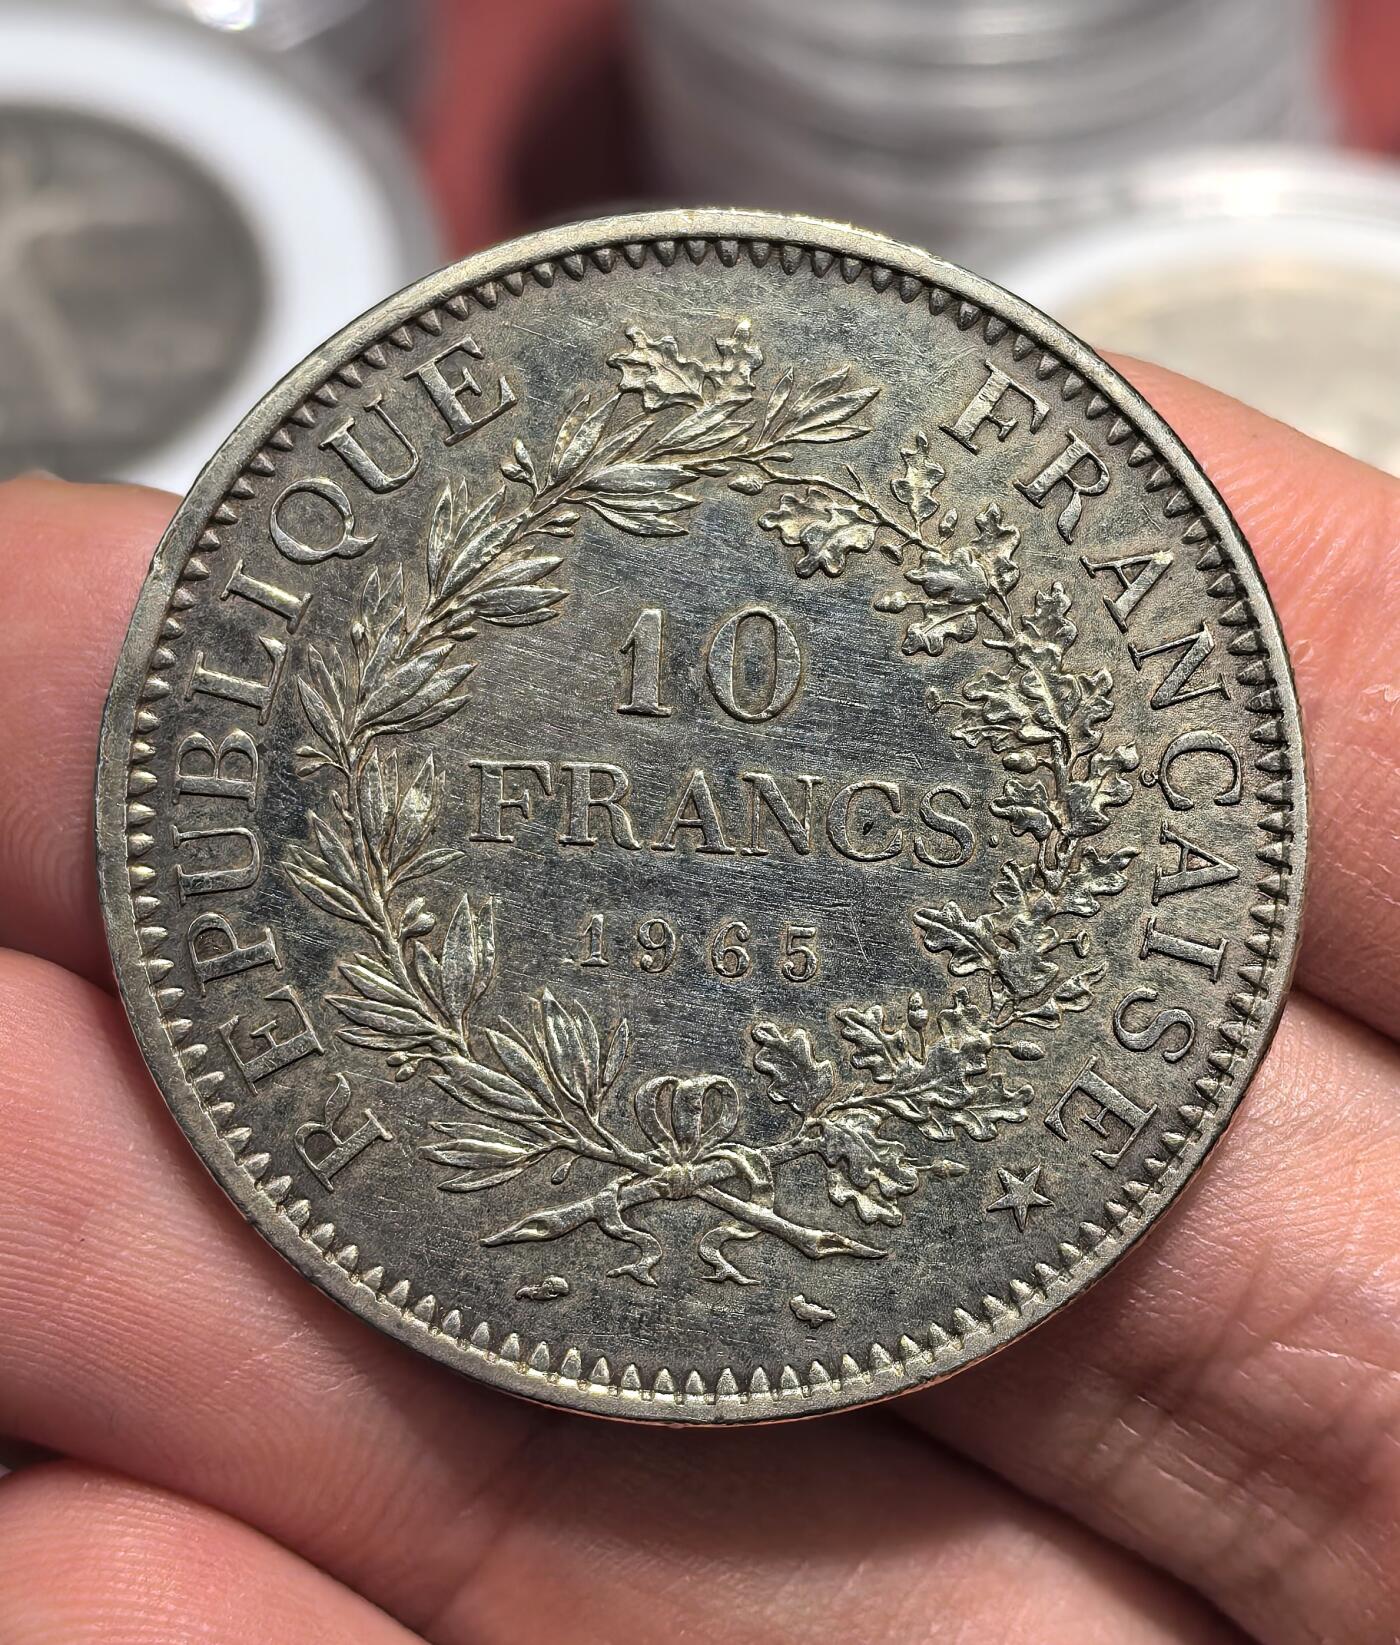 RÉPUBLIQUE FRANÇAISE
10
FRANCS
1965